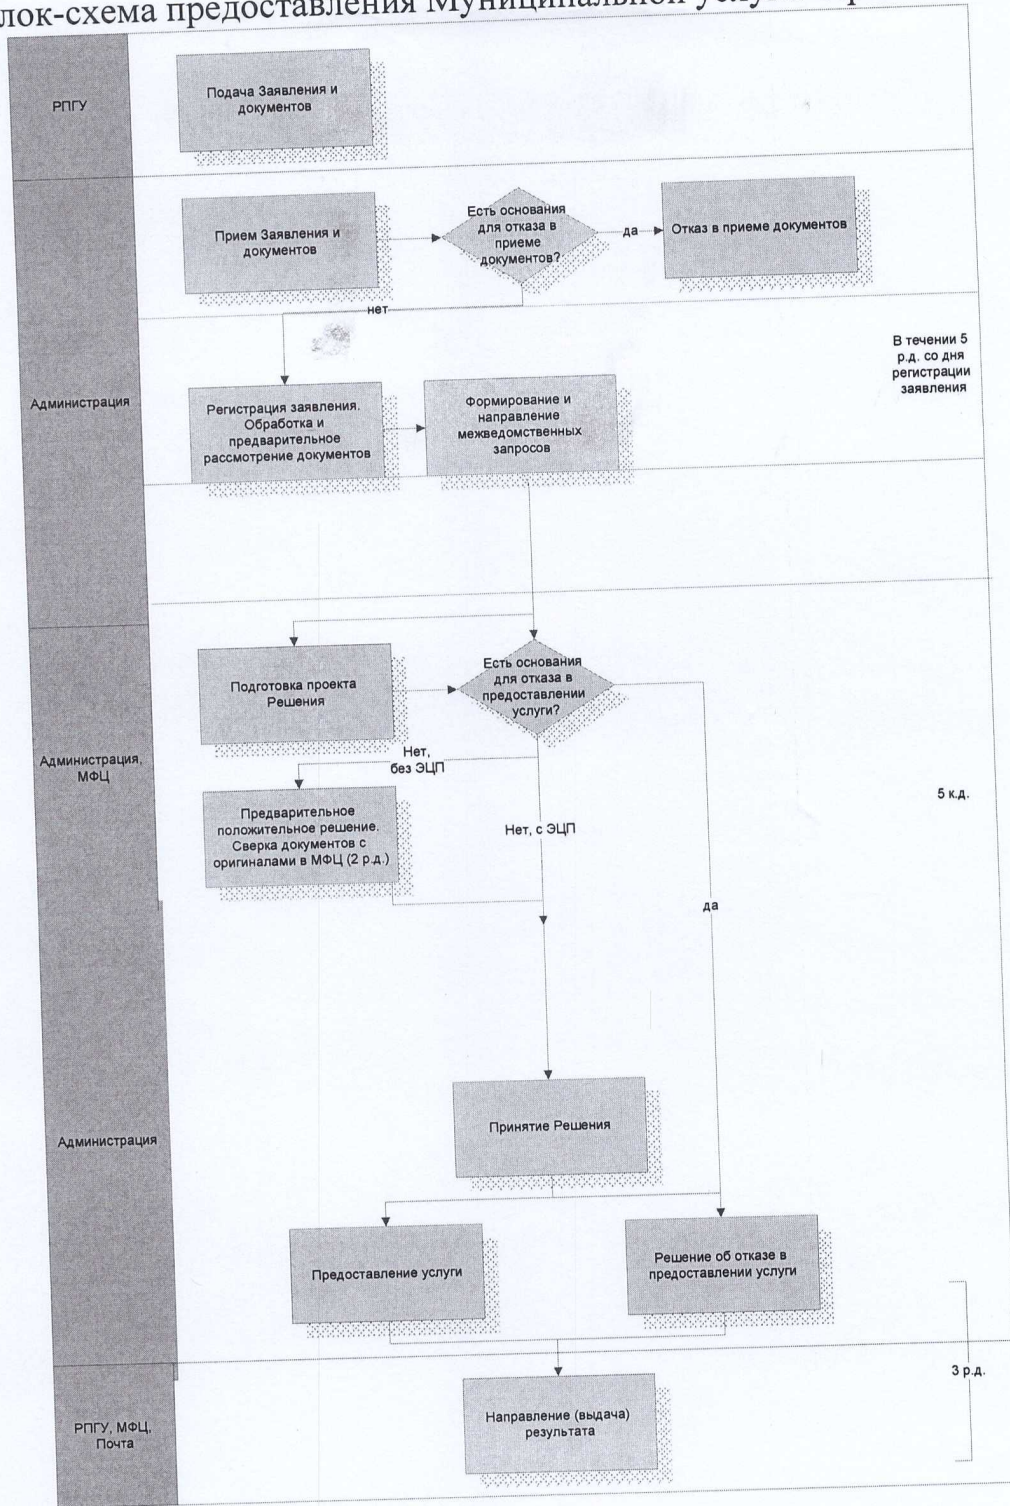 лок-схема предоставления Муниципальной
РПГУ
Подача Заявления и
документов
Прием Заявления и
документов
Есть основания
для отказа в
приеме
документов?
да
Отказ в приеме документов
нет
В течении 5
р.д. со дня
регистрации
заявления
Администрация
Регистрация заявления.
Обработка и
предварительное
рассмотрение документов
Формирование и
направление
межведомственных
запросов
Подготовка проекта
Решения
Есть основания
для отказа в
предоставлении
услуги?
Администрация,
МФЦ
Нет,
без ЭЦП
5 к.д.
Предварительное
положительное решение.
Сверка документов с
оригиналами в МФЦ (2 р.д.)
Нет, с ЭЦП
да
Администрация
Принятие Решения
Предоставление услуги
Решение об отказе в
предоставлении услуги
3 р.д.
РПГУ, МФЦ,
Почта
Направление (выдача)
результата